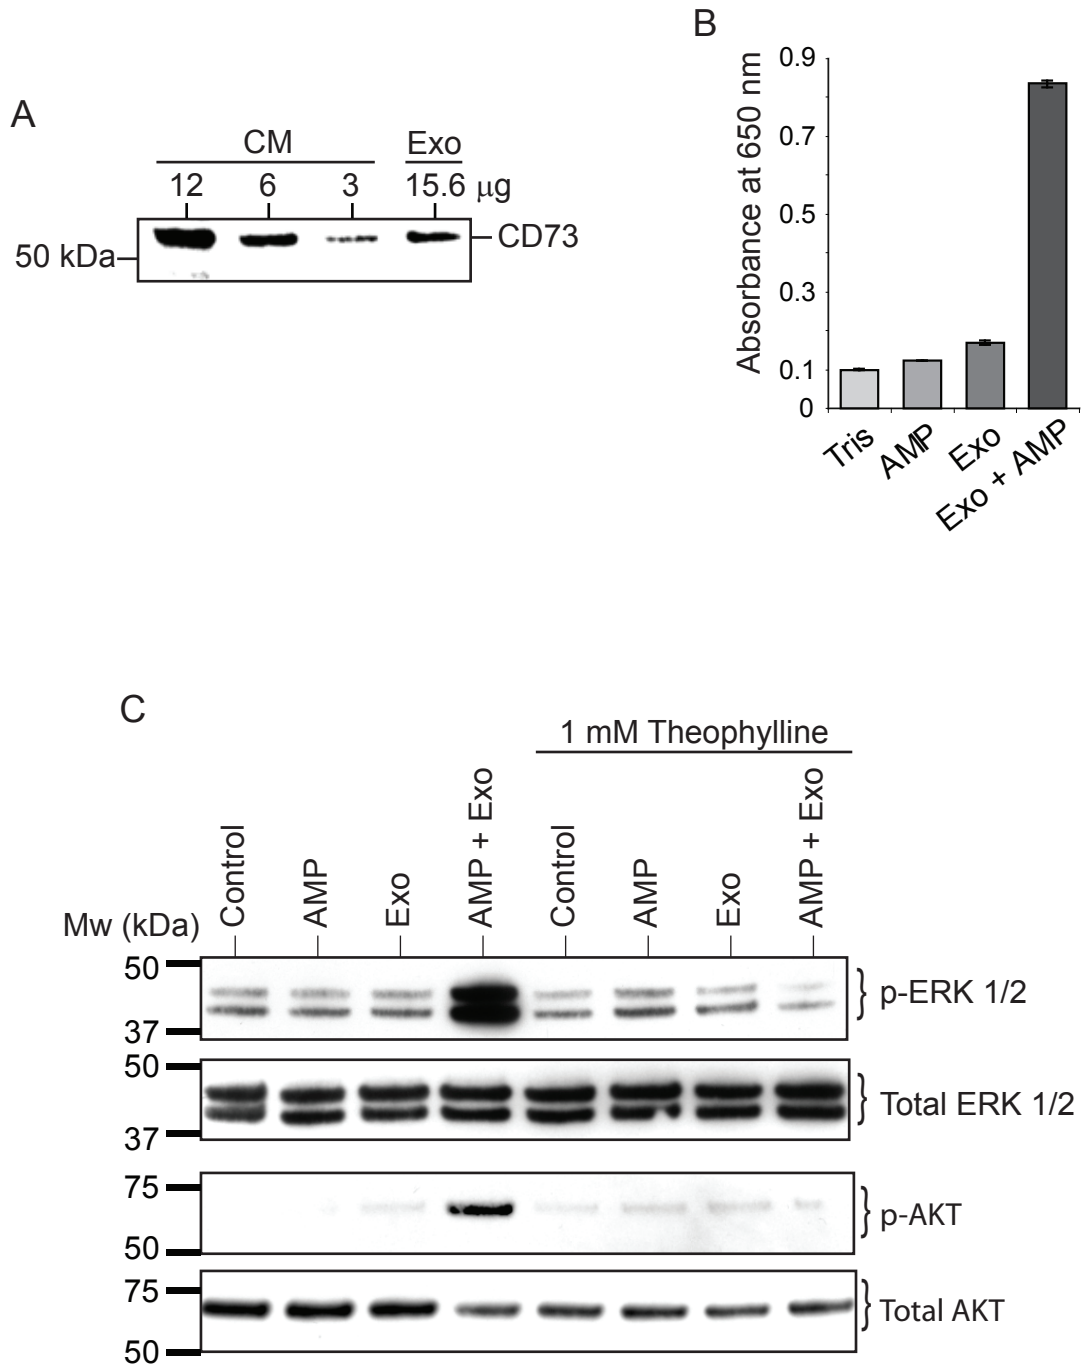 A
CM Exo
12 6 3 15.6 µg
50 kDa
CD73
B
Absorbance at 650 nm
0.9
0.7
0.5
0.3
0.1
0
Tris
AMP
Exo
Exo + AMP
C
1 mM Theophylline
Mw (kDa)
Control
AMP
Exo
AMP + Exo
Control
AMP
Exo
AMP + Exo
50
37
p-ERK 1/2
50
37
Total ERK 1/2
75
50
p-AKT
75
50
Total AKT